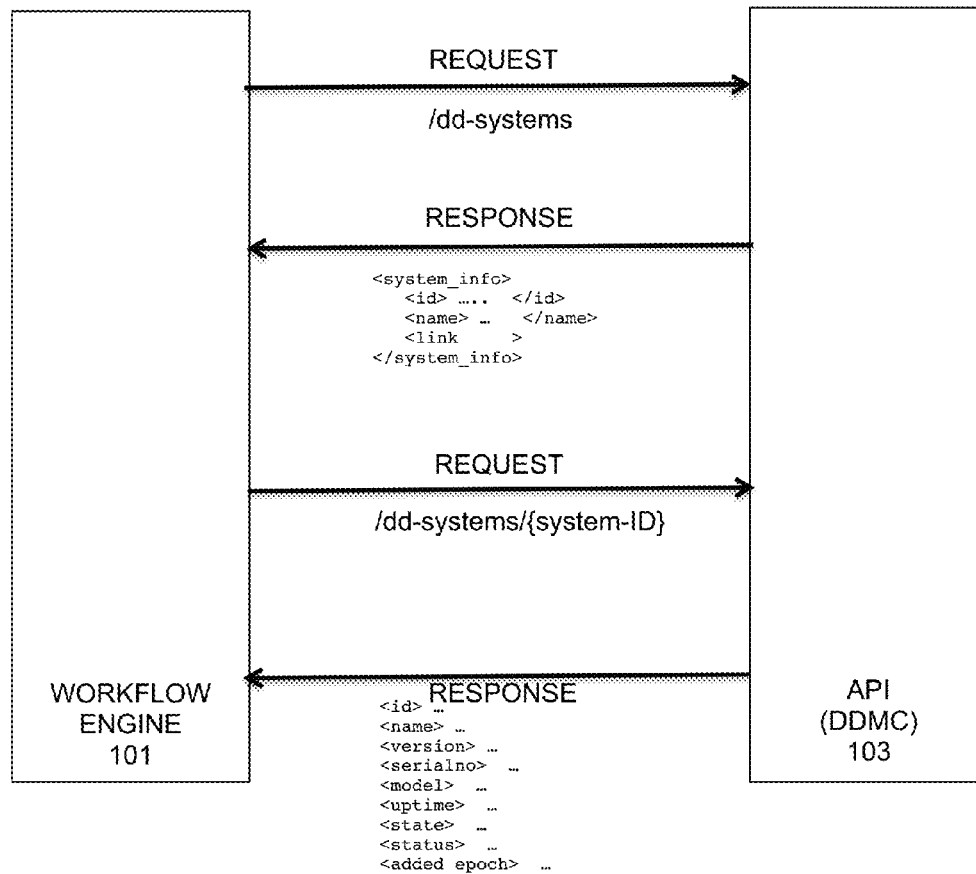 REQUEST
/dd-systems
RESPONSE
<system_info>
<id> ….. </id>
<name> … </name>
<link >
</system_info>
REQUEST
/dd-systems/{system-ID}
RESPONSE
<id> …
<name> …
<version> …
<serialno> …
<model> …
<uptime> …
<state> …
<status> …
<added epoch> …
WORKFLOW
ENGINE
101
API
(DDMC)
103